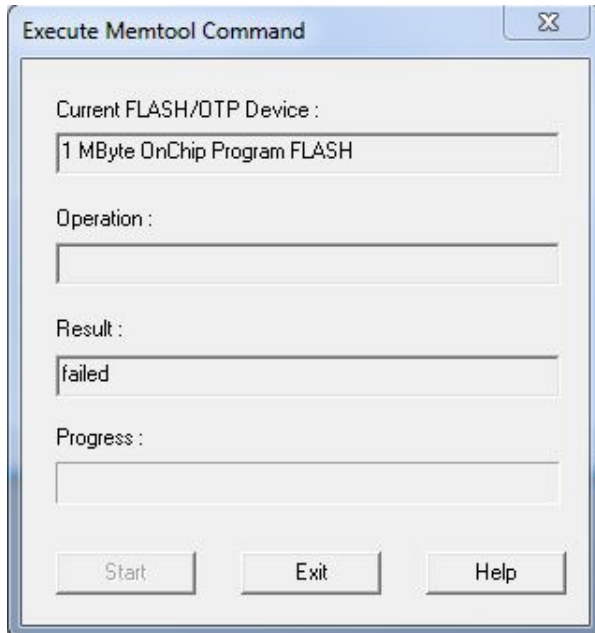 Execute Memtool Command
Current FLASH/OTP Device :
1 MByte OnChip Program FLASH
Operation :
Result :
failed
Progress :
Start
Exit
Help